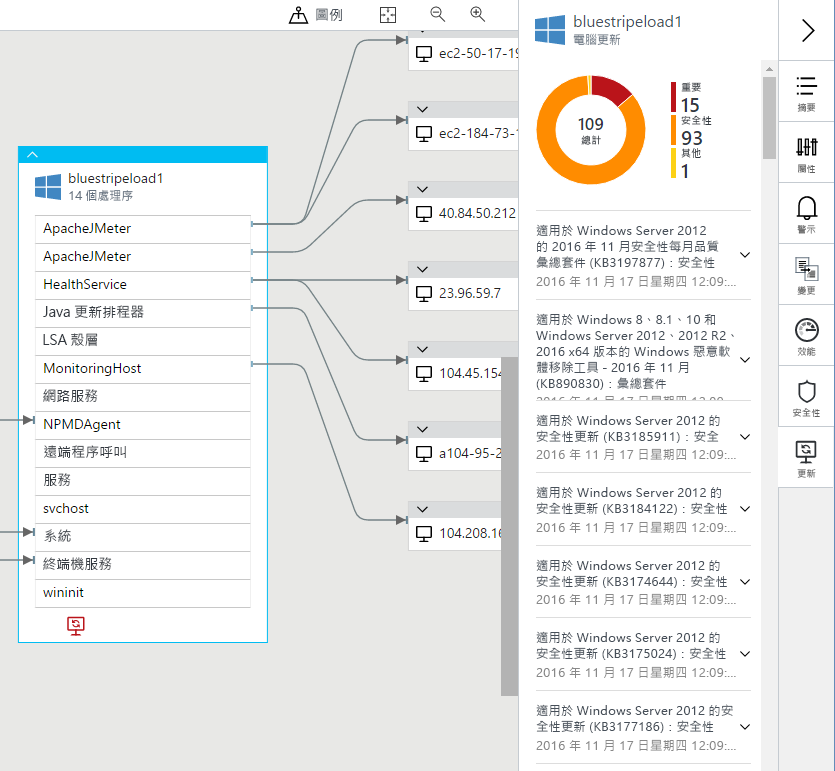 圖例
bluestripeload1
14 個處理序
ApacheJMeter
ApacheJMeter
HealthService
Java 更新排程器
LSA 殼層
MonitoringHost
網路服務
NPMDAgent
遠端程序呼叫
服務
svchost
系統
終端機服務
wininit
ec2-50-17-19
ec2-184-73-1
40.84.50.212
23.96.59.7
104.45.154
a104-95-2
104.208.16
bluestripeload1
電腦更新
109
總計
重要
15
安全性
93
其他
1
適用於 Windows Server 2012
的 2016 年 11 月安全性每月品質
彙總套件 (KB3197877)：安全性
2016 年 11 月 17 日星期四 12:09:...
適用於 Windows 8、8.1、10 和
Windows Server 2012、2012 R2、
2016 x64 版本的 Windows 惡意軟
體移除工具 - 2016 年 11 月
(KB890830)：彙總套件
2016 年 11 月 17 日星期四 12:09:...
適用於 Windows Server 2012 的
安全性更新 (KB3185911)：安全
2016 年 11 月 17 日星期四 12:09:...
適用於 Windows Server 2012 的
安全性更新 (KB3184122)：安全性
2016 年 11 月 17 日星期四 12:09:...
適用於 Windows Server 2012 的
安全性更新 (KB3174644)：安全性
2016 年 11 月 17 日星期四 12:09:...
適用於 Windows Server 2012 的
安全性更新 (KB3175024)：安全性
2016 年 11 月 17 日星期四 12:09:...
適用於 Windows Server 2012 的安
全性更新 (KB3177186)：安全性
2016 年 11 月 17 日星期四 12:09:...
摘要
屬性
警示
變更
效能
安全性
更新